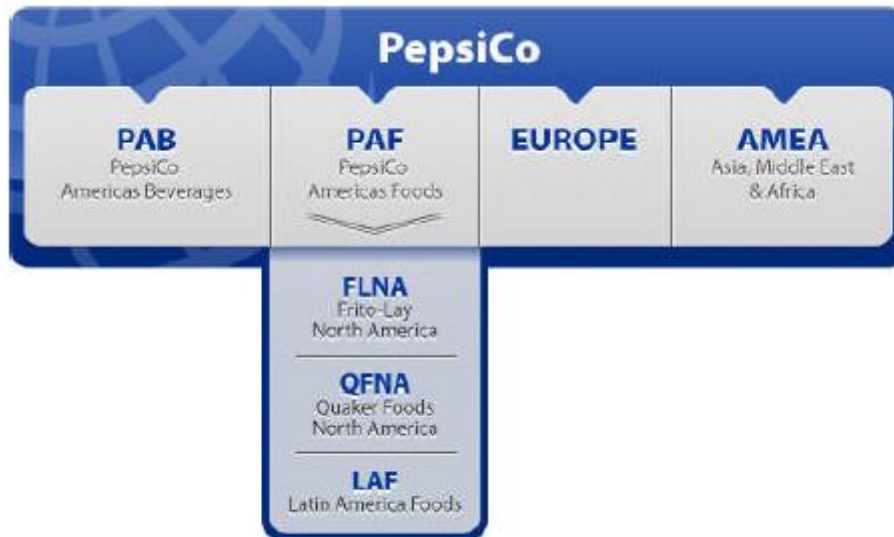 PepsiCo
PAB
PepsiCo
Americas Beverages
PAF
PepsiCo
Americas Foods
EUROPE
AMEA
Asia, Middle East
& Africa
FLNA
Frito-Lay
North America
QFNA
Quaker Foods
North America
LAF
Latin America Foods